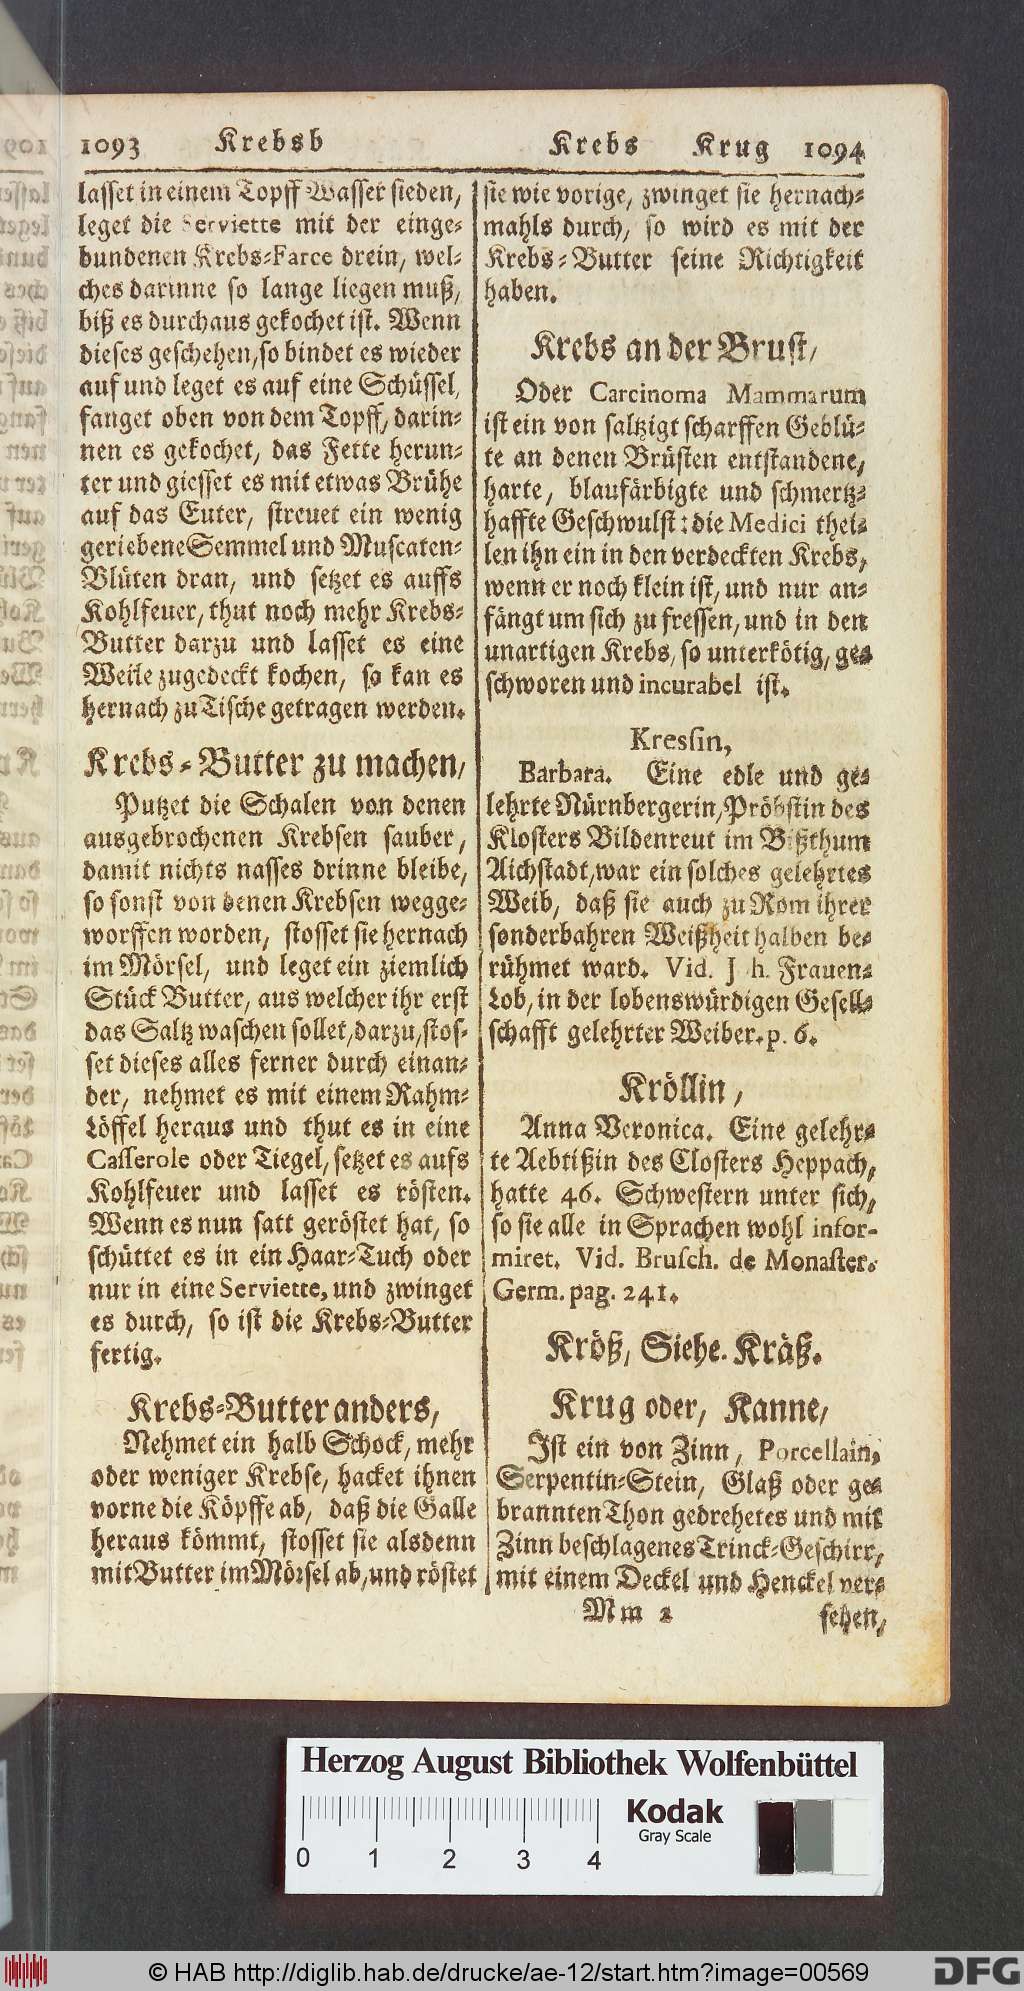 1093 Krebsb
lasset in einem Topff Wasser sieden,
leget die Serviette mit der einge-
bundenen Krebs-Farce drein, wel-
ches darinne so lange liegen muß,
biß es durchaus gekochet ist. Wenn
dieses geschehen, so bindet es wieder
auf und leget es auf eine Schüssel,
fanget oben von dem Topff, darin-
nen es gekochet, das Fette herun-
ter und giesset es mit etwas Brühe
auf das Euter, streuet ein wenig
geriebene Semmel und Muscaten-
Blüten dran, und setzet es auffs
Kohlfeuer, thut noch mehr Krebs-
Butter darzu und lasset es eine
Weile zugedeckt kochen, so kan es
hernach zu Tische getragen werden.
Krebs-Butter zu machen,
Putzet die Schalen von denen
ausgebrochenen Krebsen sauber,
damit nichts nasses drinne bleibe,
so sonst von denen Krebsen wegge-
worffen worden, stosset sie hernach
im Mörsel, und leget ein ziemlich
Stück Butter, aus welcher ihr erst
das Saltz waschen sollet, darzu, stos-
set dieses alles ferner durch einan-
der, nehmet es mit einem Rahm-
Löffel heraus und thut es in eine
Casserole oder Tiegel, setzet es aufs
Kohlfeuer und lasset es rösten.
Wenn es nun satt geröstet hat, so
schüttet es in ein Haar-Tuch oder
nur in eine Serviette, und zwinget
es durch, so ist die Krebs-Butter
fertig.
Krebs-Butter anders,
Nehmet ein halb Schock, mehr
oder weniger Krebse, hacket ihnen
vorne die Köpffe ab, daß die Galle
heraus kömmt, stosset sie alsdenn
mit Butter im Mörsel ab, und röstet
Krebs Krug 1094
sie wie vorige, zwinget sie hernach-
mahls durch, so wird es mit der
Krebs-Butter seine Richtigkeit
haben.
Krebs an der Brust,
Oder Carcinoma Mammarum
ist ein von saltzigt scharffen Geblü-
te an denen Brüsten entstandene,
harte, blaufärbigte und schmertz-
haffte Geschwulst: die Medici thei-
len ihn ein in den verdeckten Krebs,
wenn er noch klein ist, und nur an-
fängt um sich zu fressen, und in den
unartigen Krebs, so unterkötig, ge-
schworen und incurabel ist.
Kressin,
Barbara. Eine edle und ge-
lehrte Nürnbergerin, Pröbstin des
Klosters Bildenreut im Bißthum
Aichstadt, war ein solches gelehrtes
Weib, daß sie auch zu Rom ihrer
sonderbahren Weißheit halben be-
rühmet ward. Vid. J h. Frauen-
Lob, in der lobenswürdigen Gesell-
schafft gelehrter Weiber. p. 6.
Kröllin,
Anna Veronica. Eine gelehr-
te Aebtißin des Closters Heppach,
hatte 46. Schwestern unter sich,
so sie alle in Sprachen wohl infor-
miret. Vid. Brusch. de Monaster.
Germ. pag. 241.
Kröß, Siehe. Kräß.
Krug oder, Kanne,
Ist ein von Zinn, Porcellain,
Serpentin-Stein, Glaß oder ge-
brannten Thon gedrehetes und mit
Zinn beschlagenes Trinck-Geschirr,
mit einem Deckel und Henckel ver-
Mm 2 sehen,
Herzog August Bibliothek Wolfenbüttel
0 1 2 3 4
Kodak
Gray Scale
© HAB http://diglib.hab.de/drucke/ae-12/start.htm?image=00569
DFG